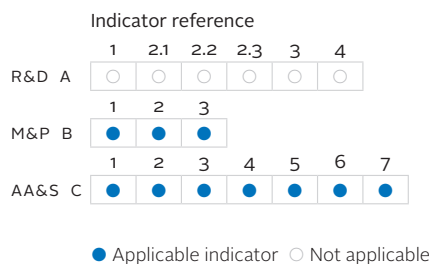 Indicator reference
1 2.1 2.2 2.3 3 4
R&D A
1 2 3
M&P B
1 2 3 4 5 6 7
AA&S C
Applicable indicator Not applicable